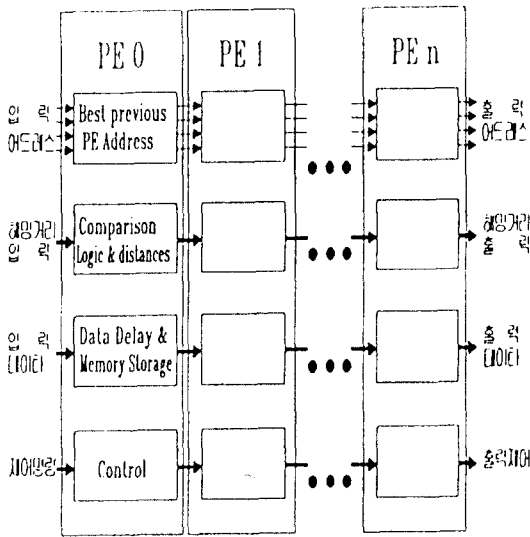 PE 0
PE 1
PE n
입 력
어드레스
Best previous
PE Address
출 력
어드레스
해밍거리
입 력
Comparison
Logic & distances
해밍거리
출 력
입 력
데이타
Data Delay &
Memory Storage
출 력
데이타
제어명령
Control
출력제어